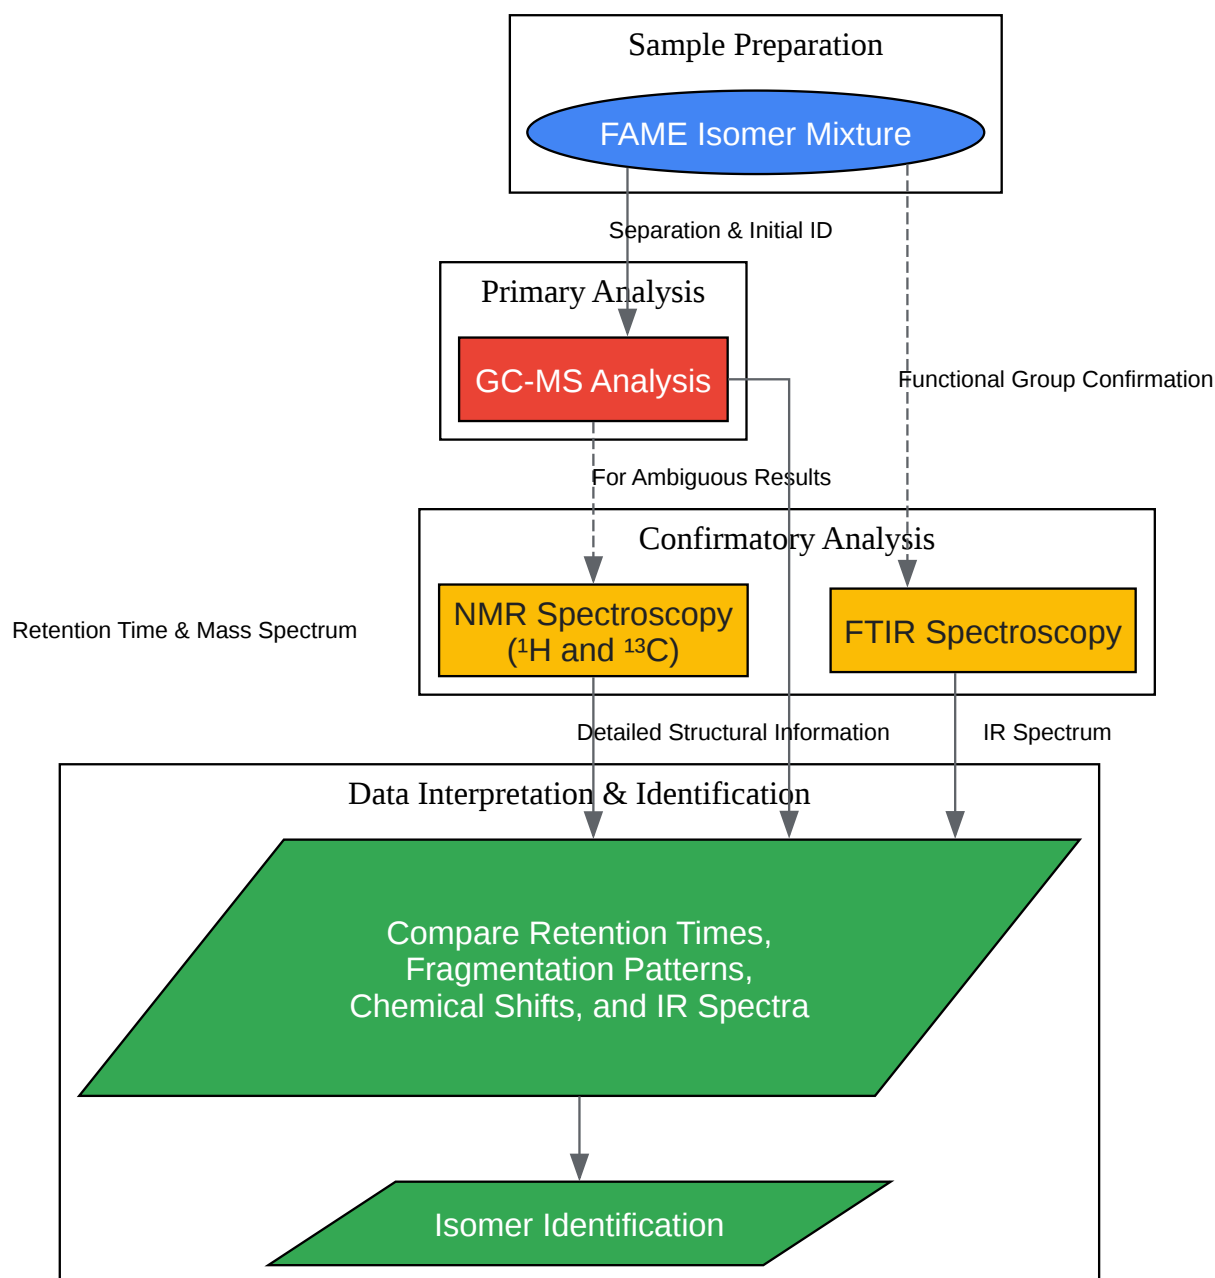 Sample Preparation
FAME Isomer Mixture
Separation & Initial ID
Primary Analysis
GC-MS Analysis
Functional Group Confirmation
For Ambiguous Results
Confirmatory Analysis
NMR Spectroscopy
(¹H and ¹³C)
FTIR Spectroscopy
Retention Time & Mass Spectrum
Detailed Structural Information
IR Spectrum
Data Interpretation & Identification
Compare Retention Times,
Fragmentation Patterns,
Chemical Shifts, and IR Spectra
Isomer Identification